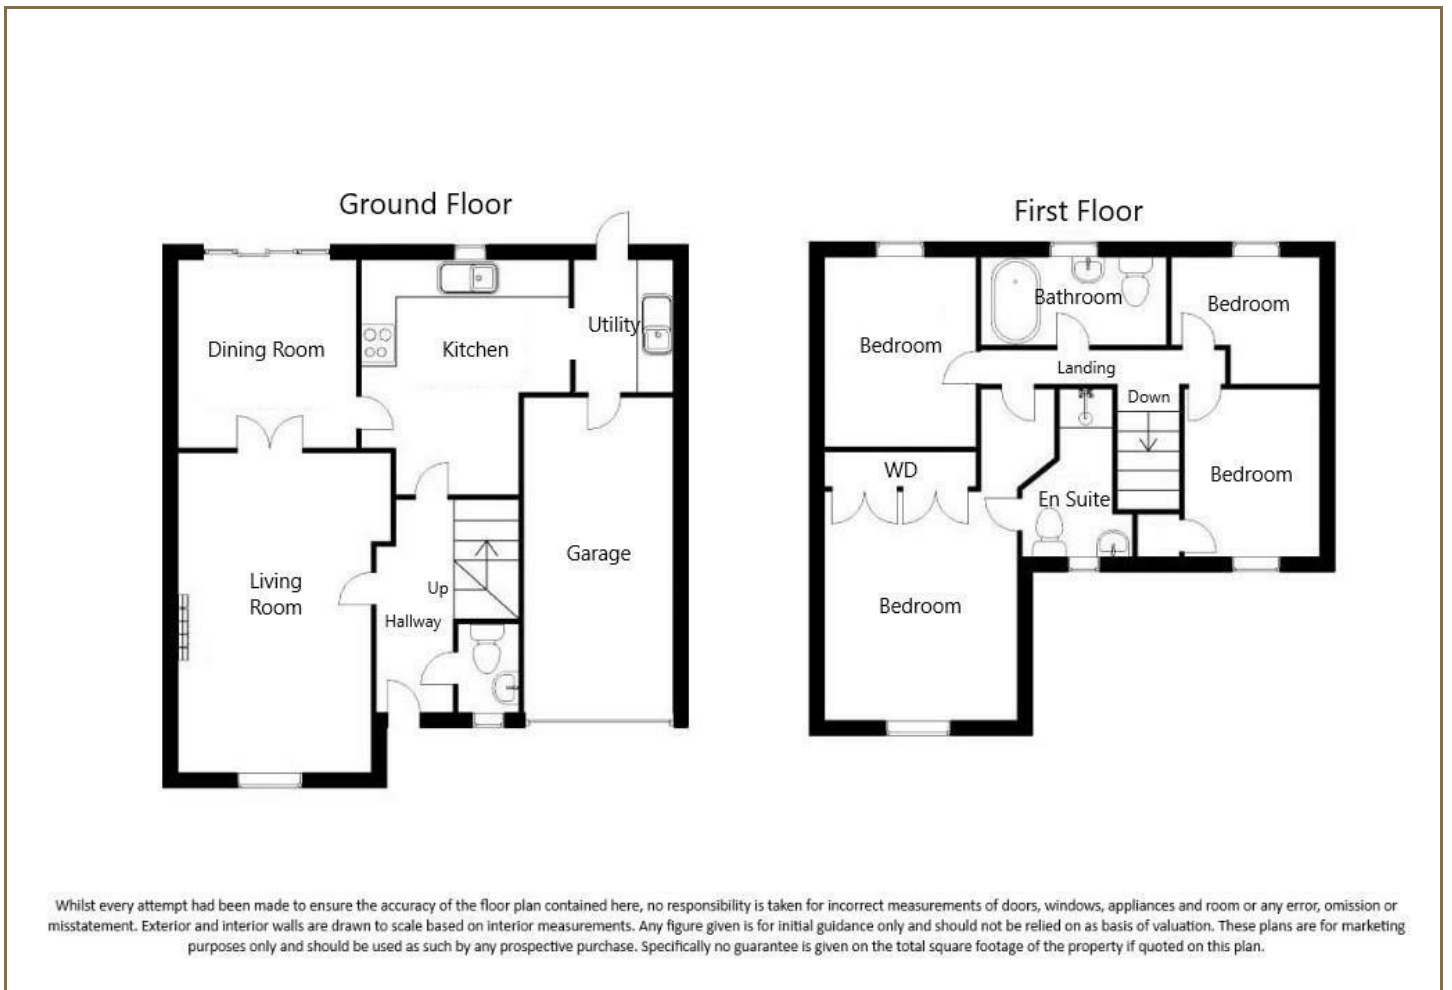 Ground Floor
First Floor
Dining Room
Kitchen
Utility
Living
Room
Hallway
Up
Garage
Bedroom
Bathroom
Bedroom
Landing
Down
WD
En Suite
Bedroom
Bedroom
Whilst every attempt had been made to ensure the accuracy of the floor plan contained here, no responsibility is taken for incorrect measurements of doors, windows, appliances and room or any error, omission or
misstatement. Exterior and interior walls are drawn to scale based on interior measurements. Any figure given is for initial guidance only and should not be relied on as basis of valuation. These plans are for marketing
purposes only and should be used as such by any prospective purchase. Specifically no guarantee is given on the total square footage of the property if quoted on this plan.